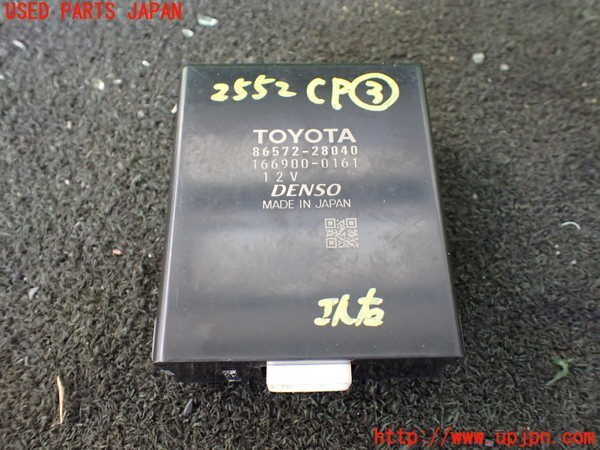 USED PARTS JAPAN
2552 CP③
TOYOTA
86572-28040
166900-0161
12V
DENSO
MADE IN JAPAN
エバ右
http://www.upjpn.com